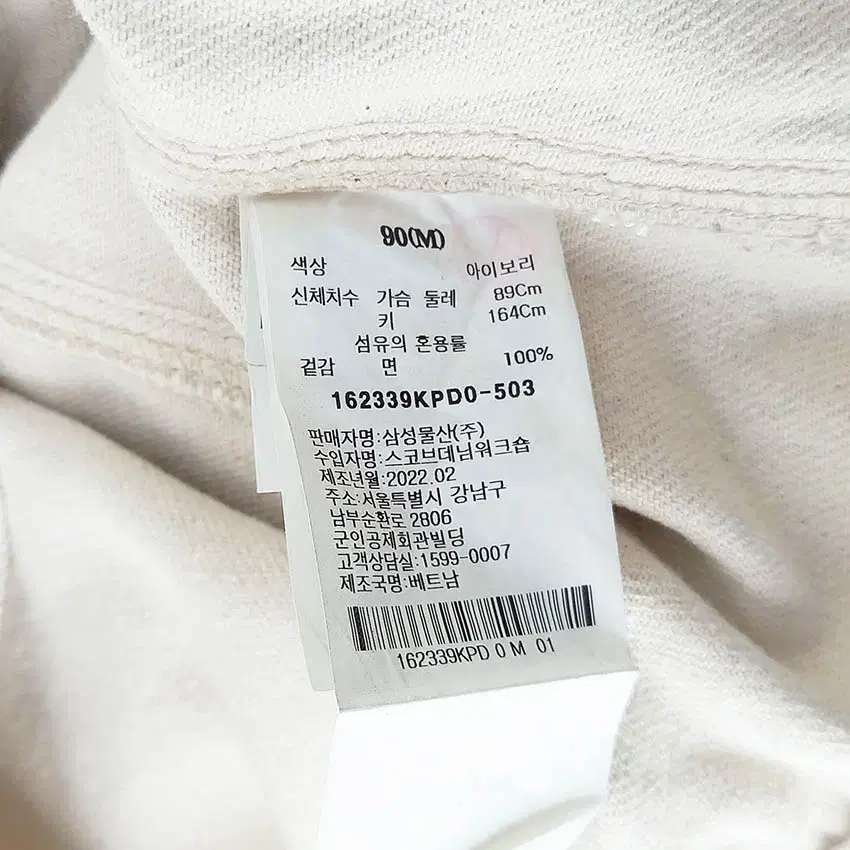 90(M)
색상 아이보리
신체치수 가슴 둘레 89Cm
키 164Cm
섬유의 혼용률
겉감 면 100%
162339KPD0-503
판매자명:삼성물산(주)
수입자명:스코브데님워크숍
제조년월:2022.02
주소:서울특별시 강남구
남부순환로 2806
군인공제회관빌딩
고객상담실:1599-0007
제조국명:베트남
162339KPD 0 M 01